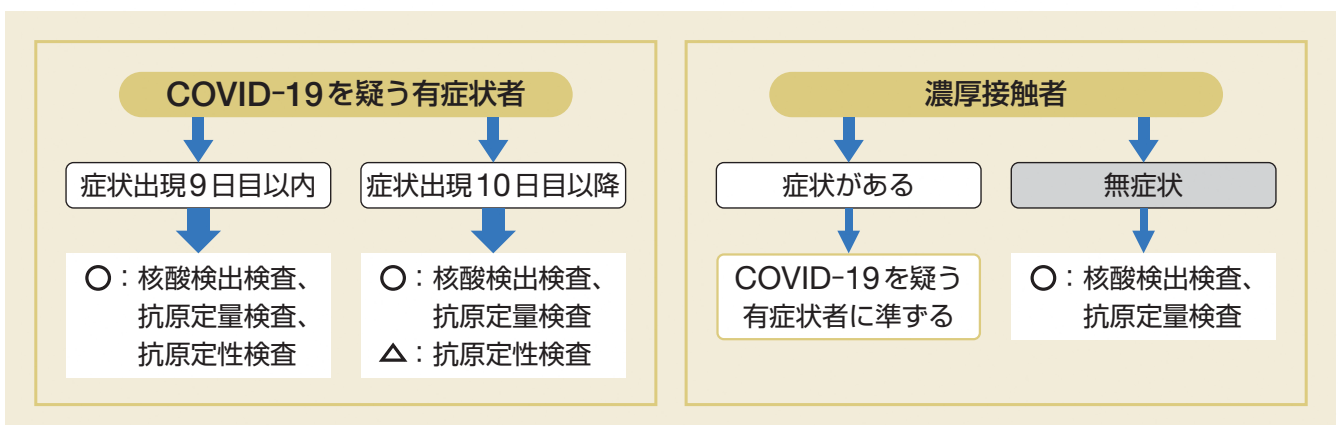 COVID-19を疑う有症状者
症状出現9日目以内
○：核酸検出検査、
抗原定量検査、
抗原定性検査
症状出現10日目以降
○：核酸検出検査、
抗原定量検査
△：抗原定性検査
濃厚接触者
症状がある
COVID-19を疑う
有症状者に準ずる
無症状
○：核酸検出検査、
抗原定量検査